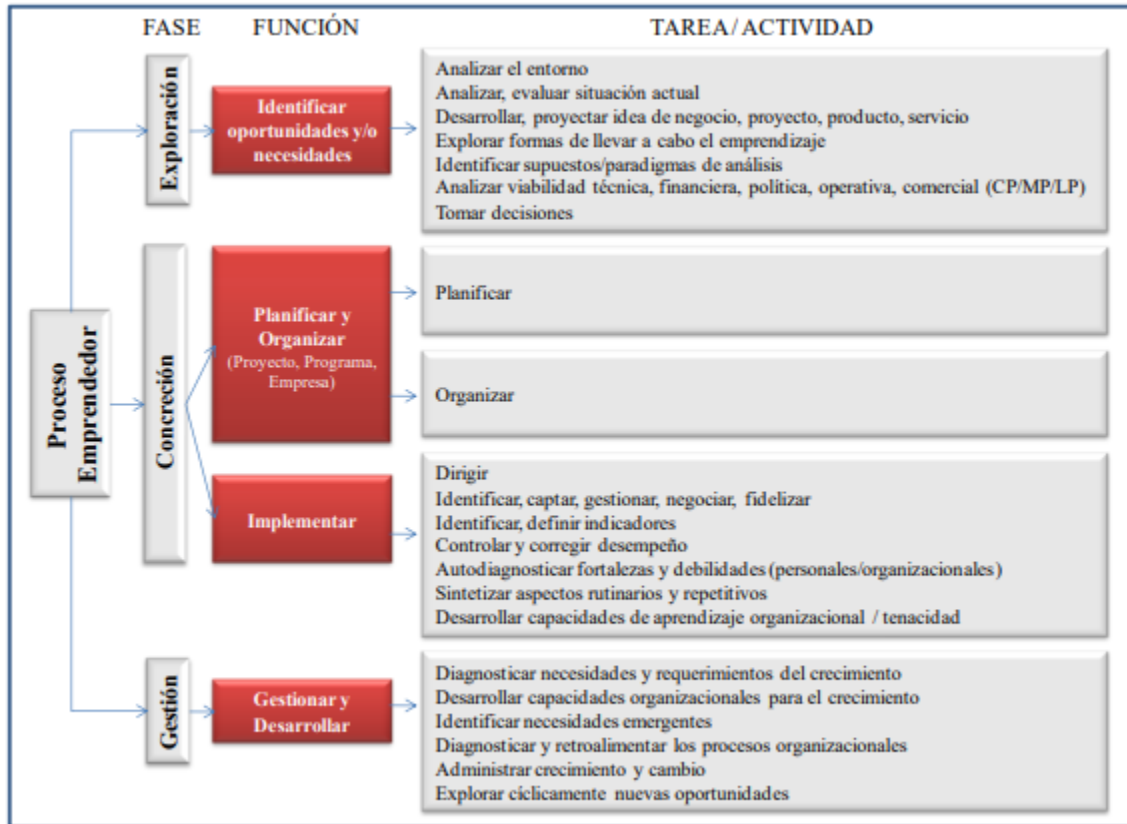 FASE FUNCIÓN TAREA/ACTIVIDAD
Proceso
Emprendedor
Exploración
Identificar
oportunidades y/o
necesidades
Analizar el entorno
Analizar, evaluar situación actual
Desarrollar, proyectar idea de negocio, proyecto, producto, servicio
Explorar formas de llevar a cabo el emprendizaje
Identificar supuestos/paradigmas de análisis
Analizar viabilidad técnica, financiera, política, operativa, comercial (CP/MP/LP)
Tomar decisiones
Concreción
Planificar y
Organizar
(Proyecto, Programa,
Empresa)
Planificar
Organizar
Implementar
Dirigir
Identificar, captar, gestionar, negociar, fidelizar
Identificar, definir indicadores
Controlar y corregir desempeño
Autodiagnosticar fortalezas y debilidades (personales/organizacionales)
Sintetizar aspectos rutinarios y repetitivos
Desarrollar capacidades de aprendizaje organizacional / tenacidad
Gestión
Gestionar y
Desarrollar
Diagnosticar necesidades y requerimientos del crecimiento
Desarrollar capacidades organizacionales para el crecimiento
Identificar necesidades emergentes
Diagnosticar y retroalimentar los procesos organizacionales
Administrar crecimiento y cambio
Explorar cíclicamente nuevas oportunidades